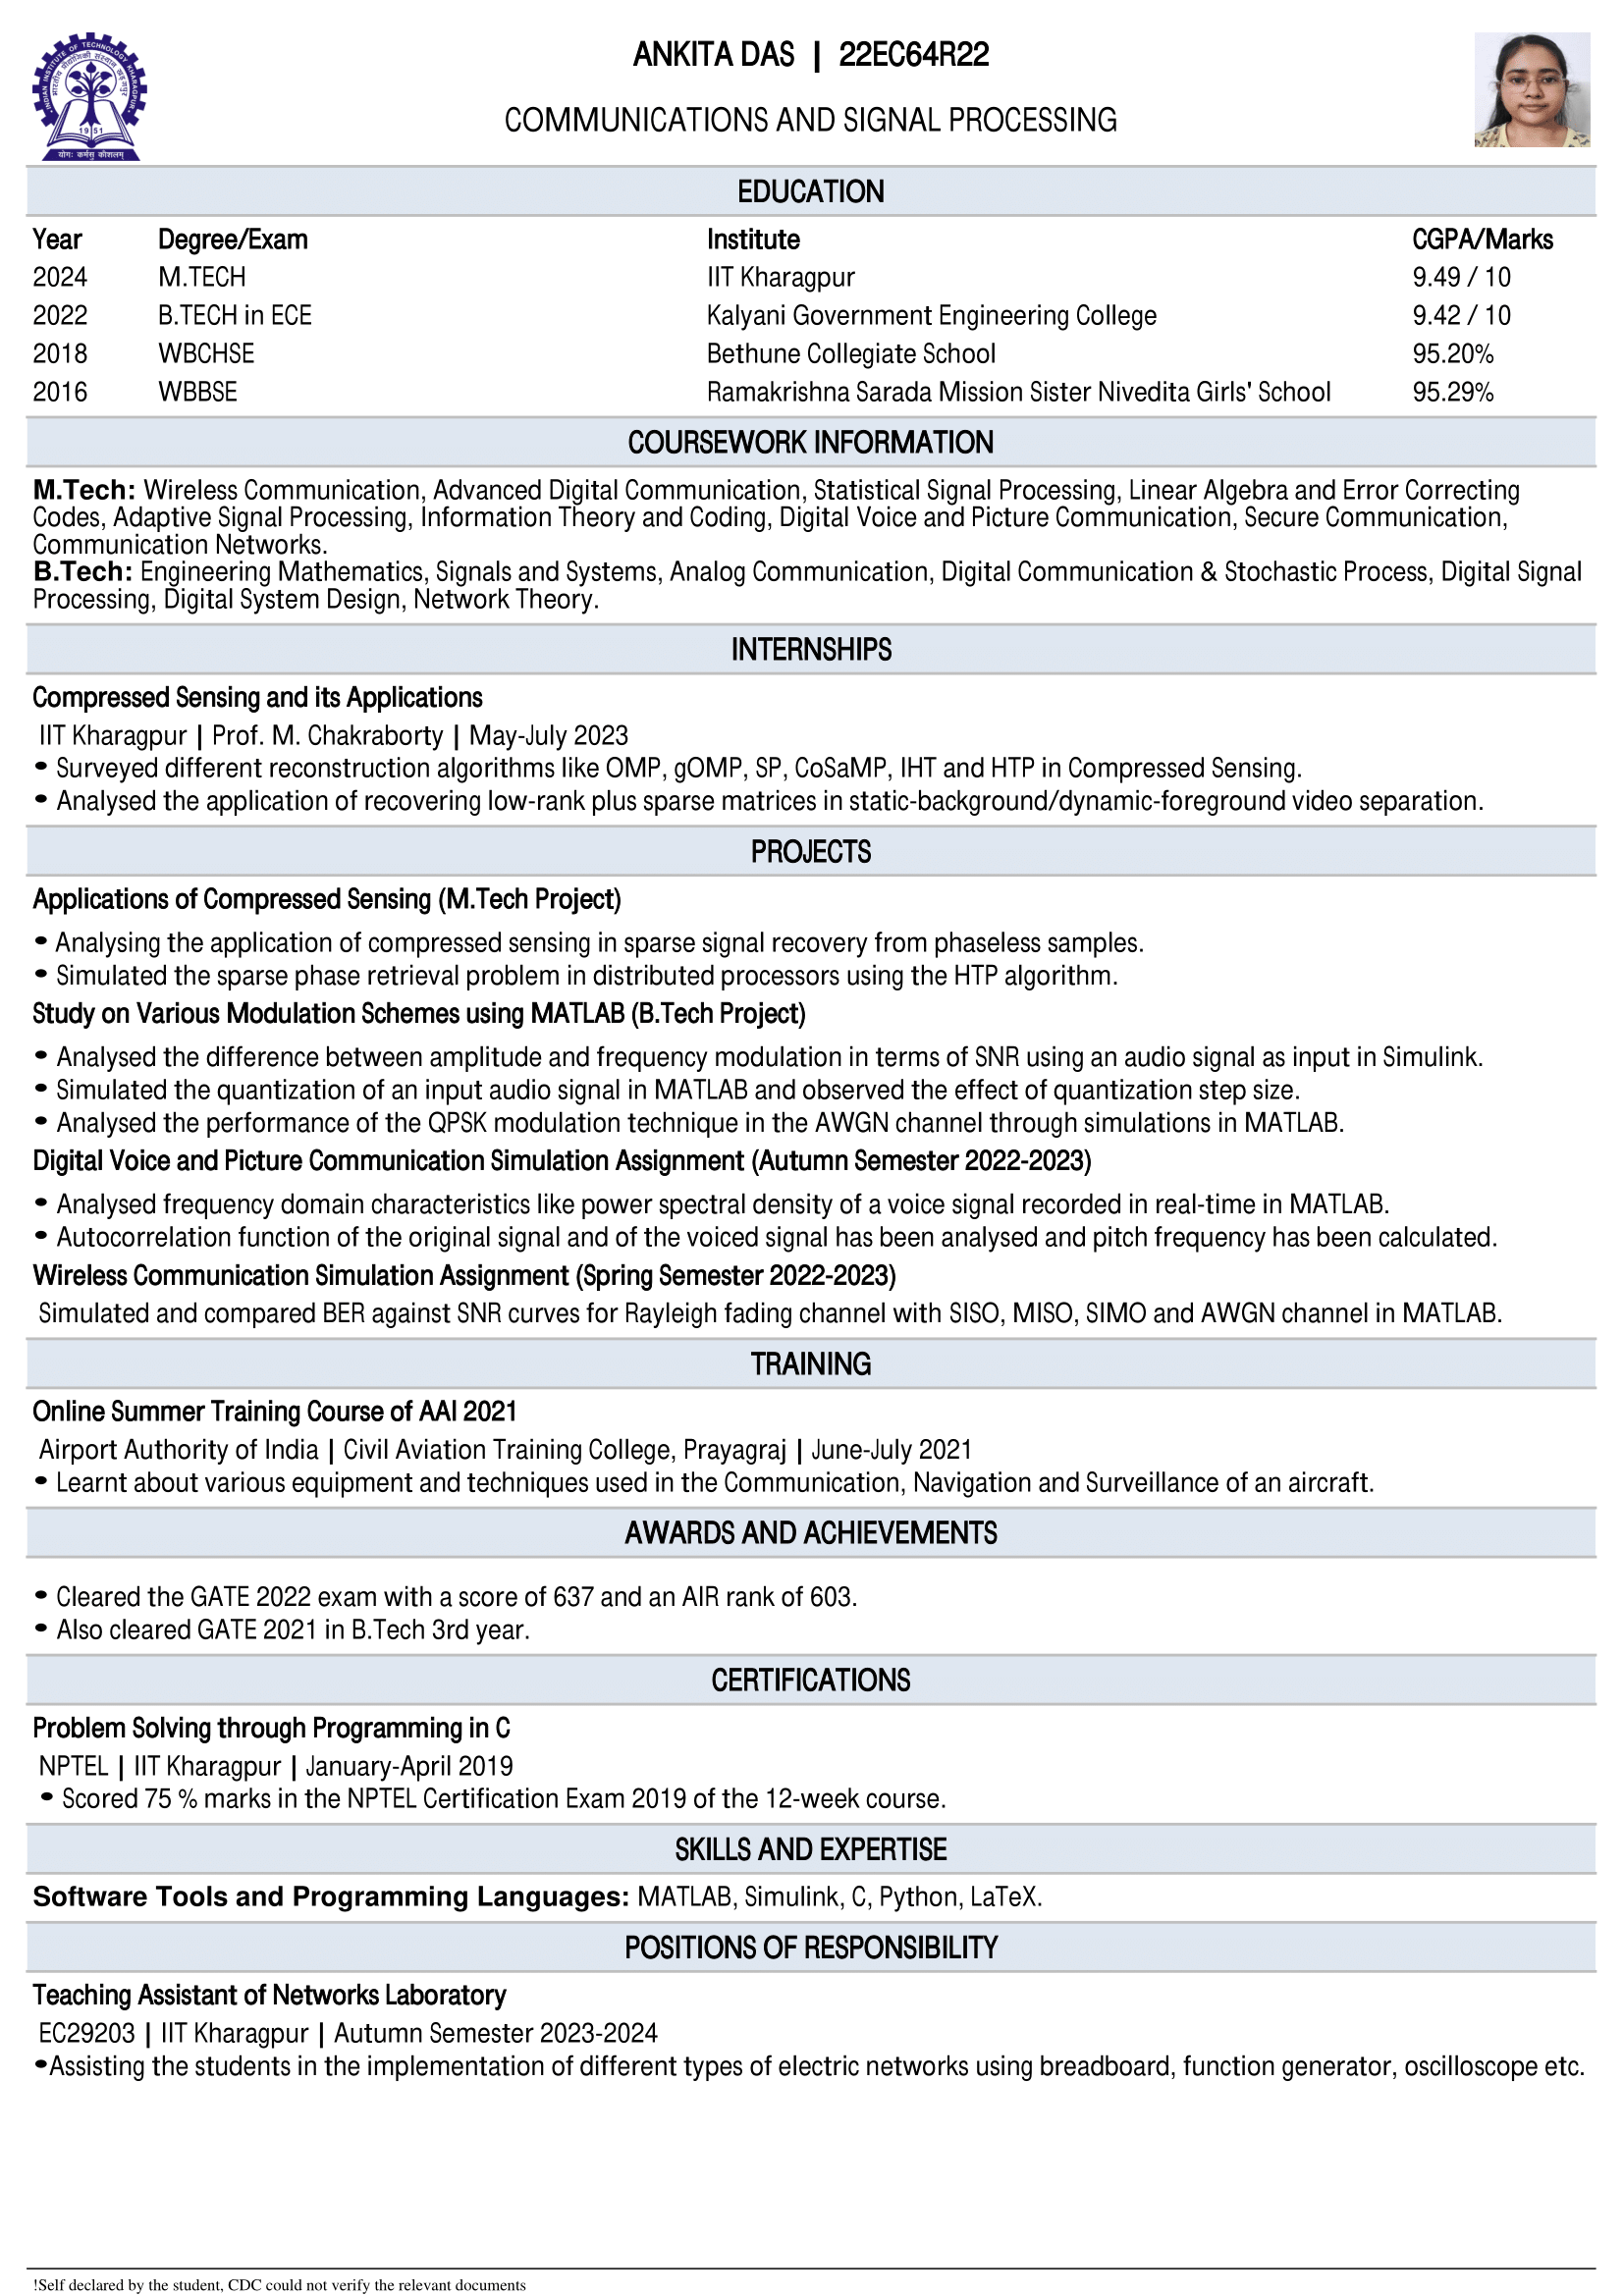 INDIAN INSTITUTE OF TECHNOLOGY KHARAGPUR
भारतीय प्रौद्योगिकी संस्थान खड़गपुर
1951
योगः कर्मसु कौशलम्
ANKITA DAS | 22EC64R22
COMMUNICATIONS AND SIGNAL PROCESSING
EDUCATION
Year Degree/Exam Institute CGPA/Marks
2024 M.TECH IIT Kharagpur 9.49 / 10
2022 B.TECH in ECE Kalyani Government Engineering College 9.42 / 10
2018 WBCHSE Bethune Collegiate School 95.20%
2016 WBBSE Ramakrishna Sarada Mission Sister Nivedita Girls' School 95.29%
COURSEWORK INFORMATION
M.Tech: Wireless Communication, Advanced Digital Communication, Statistical Signal Processing, Linear Algebra and Error Correcting
Codes, Adaptive Signal Processing, Information Theory and Coding, Digital Voice and Picture Communication, Secure Communication,
Communication Networks.
B.Tech: Engineering Mathematics, Signals and Systems, Analog Communication, Digital Communication & Stochastic Process, Digital Signal
Processing, Digital System Design, Network Theory.
INTERNSHIPS
Compressed Sensing and its Applications
IIT Kharagpur | Prof. M. Chakraborty | May-July 2023
• Surveyed different reconstruction algorithms like OMP, gOMP, SP, CoSaMP, IHT and HTP in Compressed Sensing.
• Analysed the application of recovering low-rank plus sparse matrices in static-background/dynamic-foreground video separation.
PROJECTS
Applications of Compressed Sensing (M.Tech Project)
• Analysing the application of compressed sensing in sparse signal recovery from phaseless samples.
• Simulated the sparse phase retrieval problem in distributed processors using the HTP algorithm.
Study on Various Modulation Schemes using MATLAB (B.Tech Project)
• Analysed the difference between amplitude and frequency modulation in terms of SNR using an audio signal as input in Simulink.
• Simulated the quantization of an input audio signal in MATLAB and observed the effect of quantization step size.
• Analysed the performance of the QPSK modulation technique in the AWGN channel through simulations in MATLAB.
Digital Voice and Picture Communication Simulation Assignment (Autumn Semester 2022-2023)
• Analysed frequency domain characteristics like power spectral density of a voice signal recorded in real-time in MATLAB.
• Autocorrelation function of the original signal and of the voiced signal has been analysed and pitch frequency has been calculated.
Wireless Communication Simulation Assignment (Spring Semester 2022-2023)
Simulated and compared BER against SNR curves for Rayleigh fading channel with SISO, MISO, SIMO and AWGN channel in MATLAB.
TRAINING
Online Summer Training Course of AAI 2021
Airport Authority of India | Civil Aviation Training College, Prayagraj | June-July 2021
• Learnt about various equipment and techniques used in the Communication, Navigation and Surveillance of an aircraft.
AWARDS AND ACHIEVEMENTS
• Cleared the GATE 2022 exam with a score of 637 and an AIR rank of 603.
• Also cleared GATE 2021 in B.Tech 3rd year.
CERTIFICATIONS
Problem Solving through Programming in C
NPTEL | IIT Kharagpur | January-April 2019
• Scored 75 % marks in the NPTEL Certification Exam 2019 of the 12-week course.
SKILLS AND EXPERTISE
Software Tools and Programming Languages: MATLAB, Simulink, C, Python, LaTeX.
POSITIONS OF RESPONSIBILITY
Teaching Assistant of Networks Laboratory
EC29203 | IIT Kharagpur | Autumn Semester 2023-2024
•Assisting the students in the implementation of different types of electric networks using breadboard, function generator, oscilloscope etc.
!Self declared by the student, CDC could not verify the relevant documents